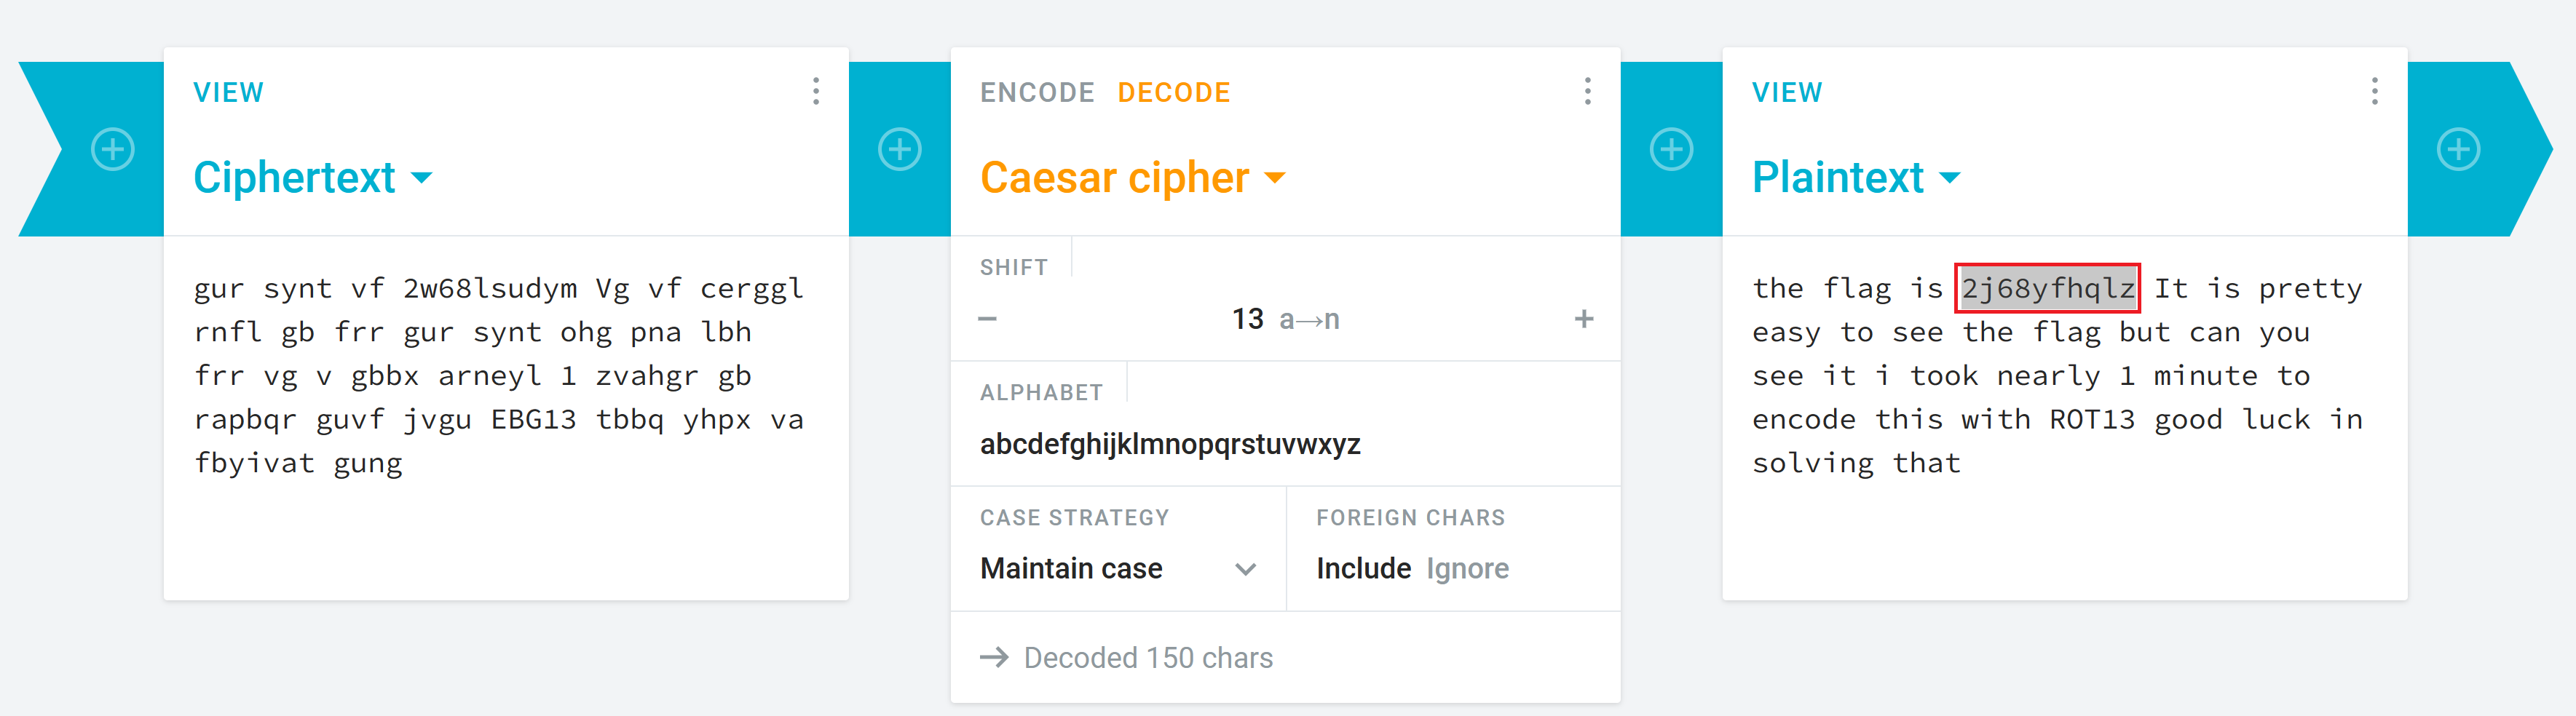 VIEW
Ciphertext
gur synt vf 2w68lsudym Vg vf cerggl
rnfl gb frr gur synt ohg pna lbh
frr vg v gbbx arneyl 1 zvahgr gb
rapbqr guvf jvgu EBG13 tbbq yhpx va
fbyivat gung
ENCODE DECODE
Caesar cipher
SHIFT
− 13 a→n +
ALPHABET
abcdefghijklmnopqrstuvwxyz
CASE STRATEGY
Maintain case
FOREIGN CHARS
Include Ignore
→ Decoded 150 chars
VIEW
Plaintext
the flag is 2j68yfhqlz It is pretty
easy to see the flag but can you
see it i took nearly 1 minute to
encode this with ROT13 good luck in
solving that